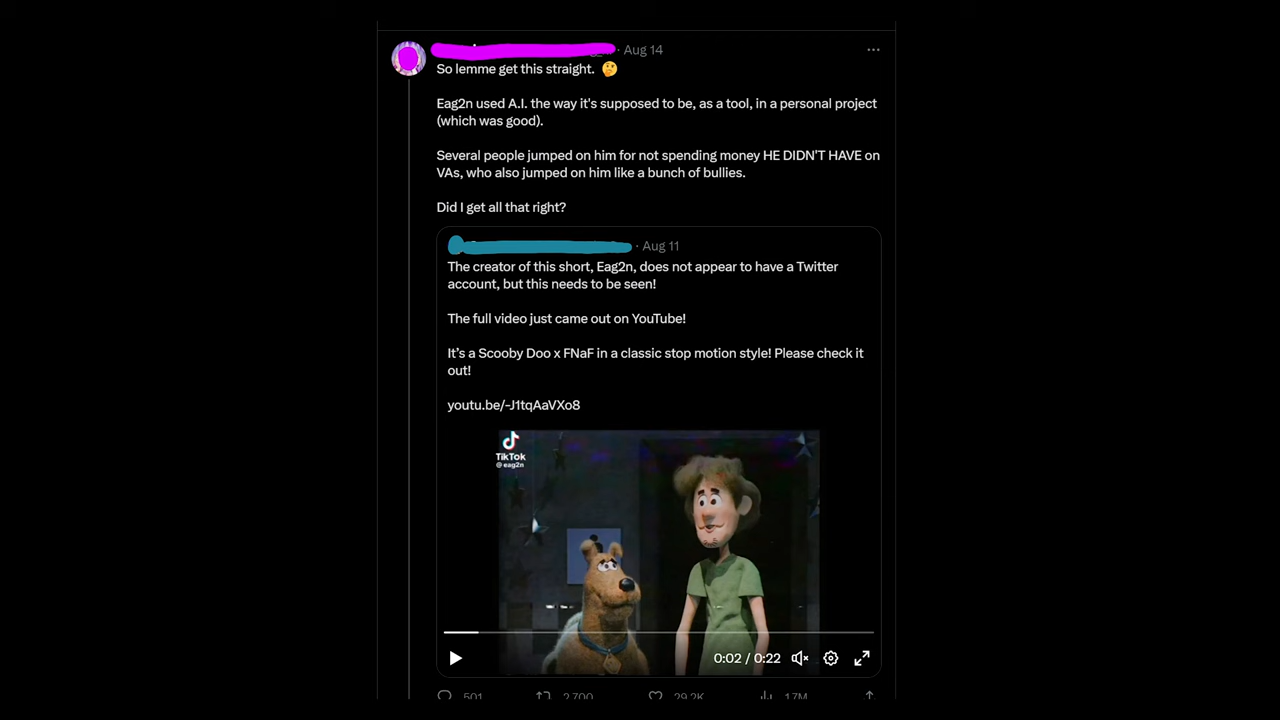 · Aug 14
So lemme get this straight. 🤔
Eag2n used A.I. the way it's supposed to be, as a tool, in a personal project
(which was good).
Several people jumped on him for not spending money HE DIDN'T HAVE on
VAs, who also jumped on him like a bunch of bullies.
Did I get all that right?
· Aug 11
The creator of this short, Eag2n, does not appear to have a Twitter
account, but this needs to be seen!
The full video just came out on YouTube!
It's a Scooby Doo x FNaF in a classic stop motion style! Please check it
out!
youtu.be/-J1tqAaVXo8
TikTok
@eag2n
0:02 / 0:22
501 2,700 29.2K 1.7M